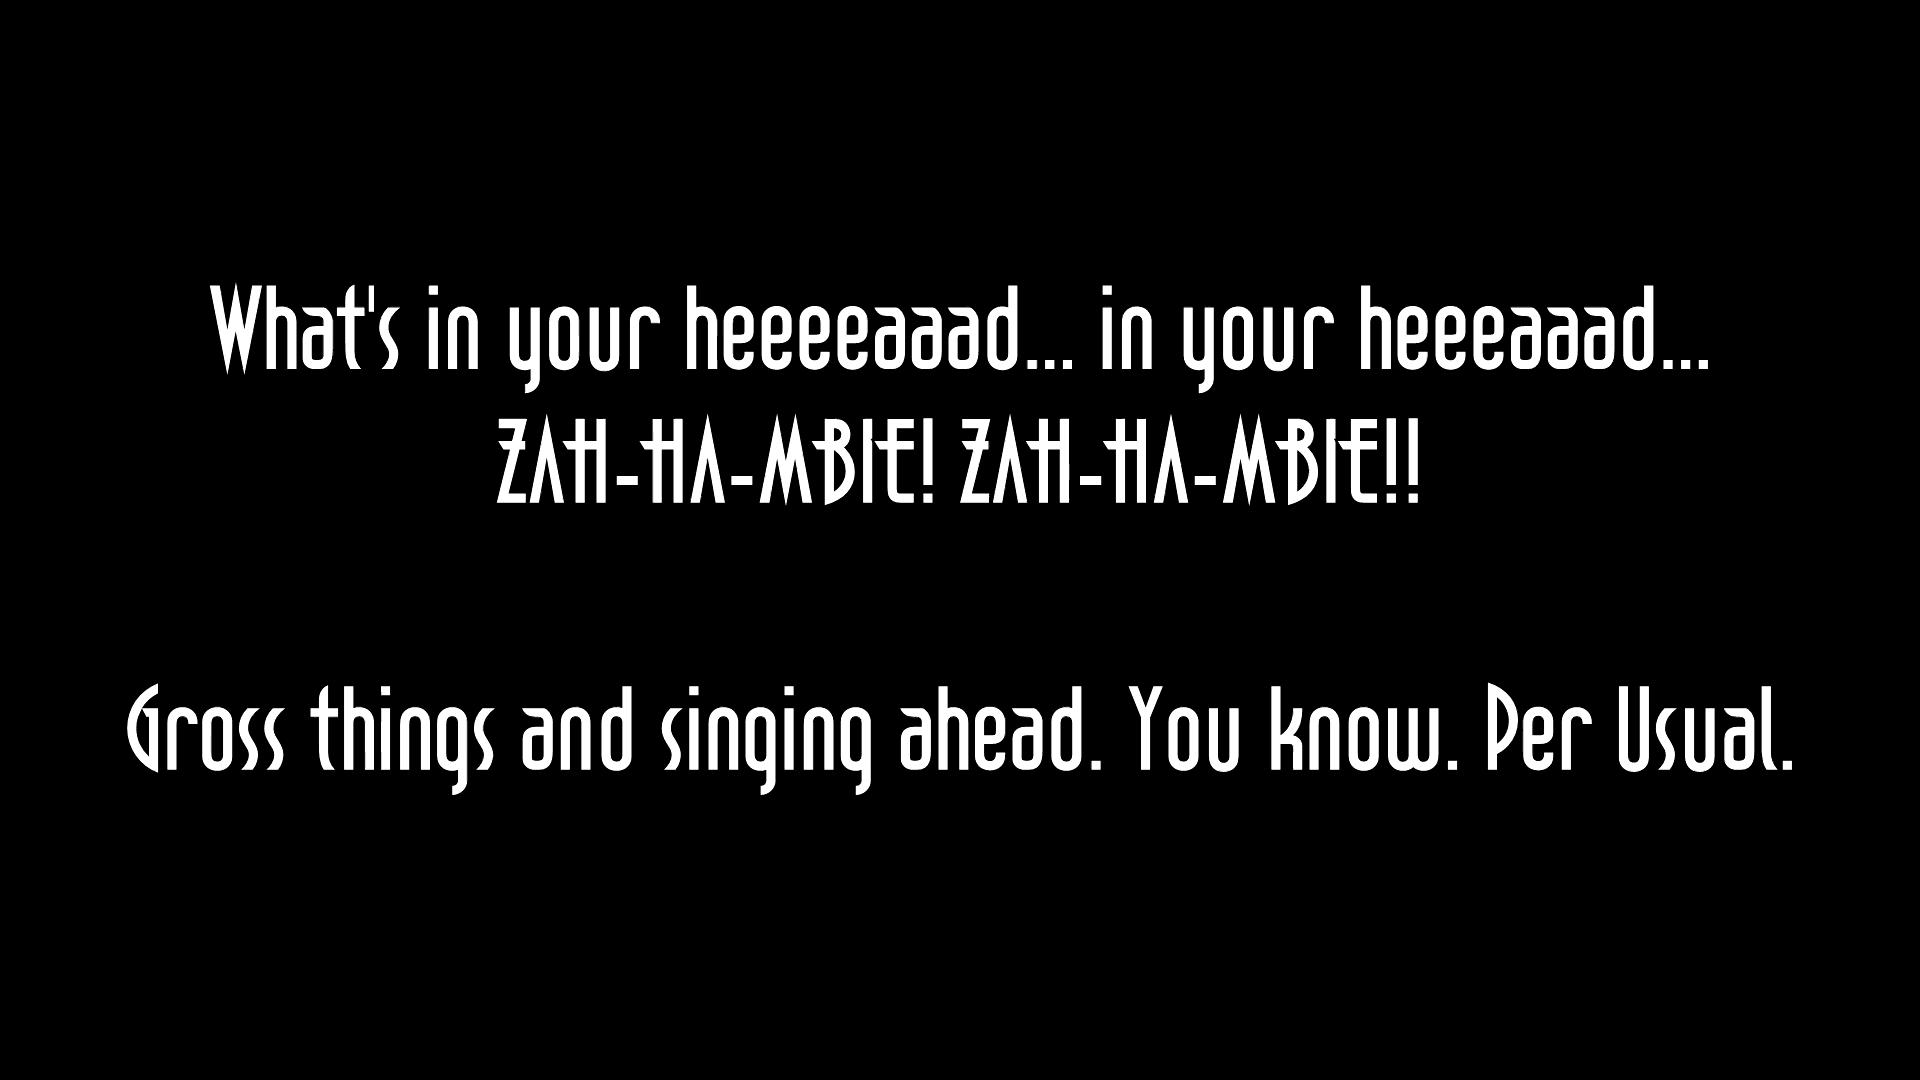 What's in your heeeeaaad... in your heeeaaad...
ZAH-HA-MBIE! ZAH-HA-MBIE!!
Gross things and singing ahead. You know. Per Usual.